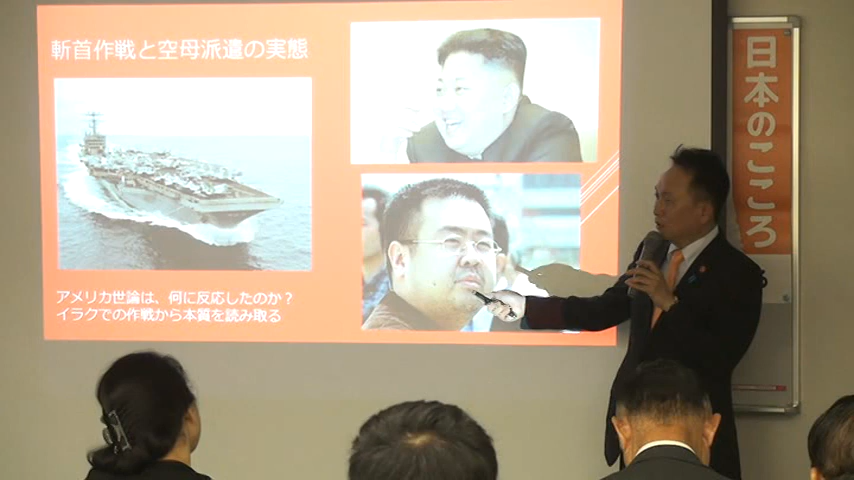 斬首作戦と空母派遣の実態
アメリカ世論は、何に反応したのか？
イラクでの作戦から本質を読み取る
日本のこころ